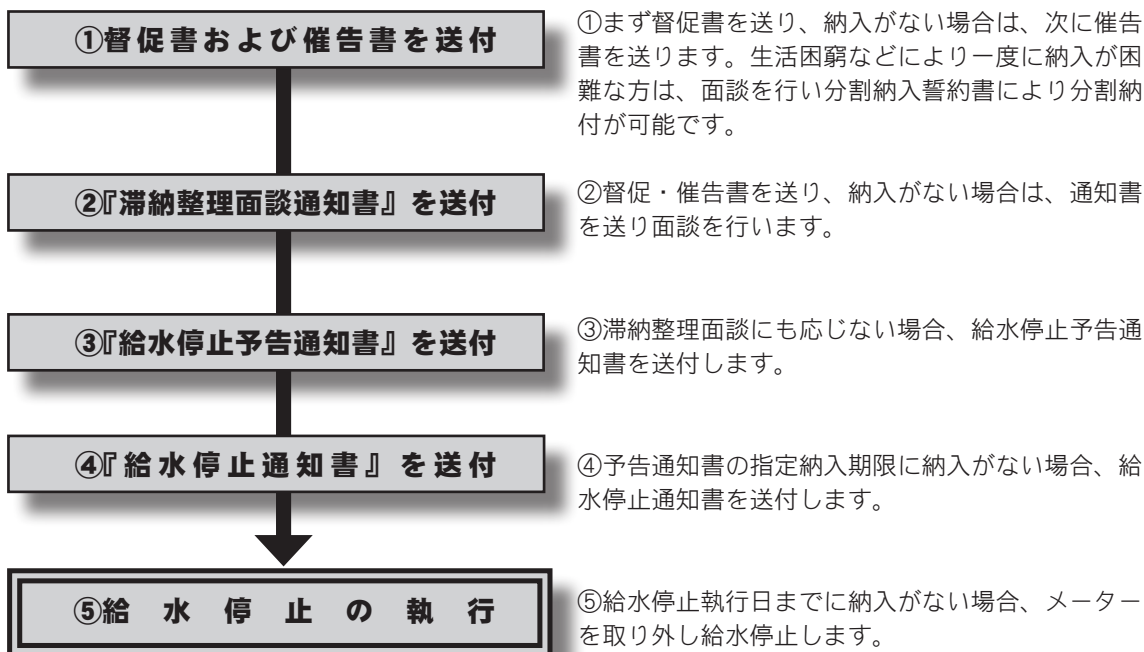 ①督促書および催告書を送付
①まず督促書を送り、納入がない場合は、次に催告
書を送ります。生活困窮などにより一度に納入が困
難な方は、面談を行い分割納入誓約書により分割納
付が可能です。
②『滞納整理面談通知書』を送付
②督促・催告書を送り、納入がない場合は、通知書
を送り面談を行います。
③『給水停止予告通知書』を送付
③滞納整理面談にも応じない場合、給水停止予告通
知書を送付します。
④『給水停止通知書』を送付
④予告通知書の指定納入期限に納入がない場合、給
水停止通知書を送付します。
⑤給水停止の執行
⑤給水停止執行日までに納入がない場合、メーター
を取り外し給水停止します。